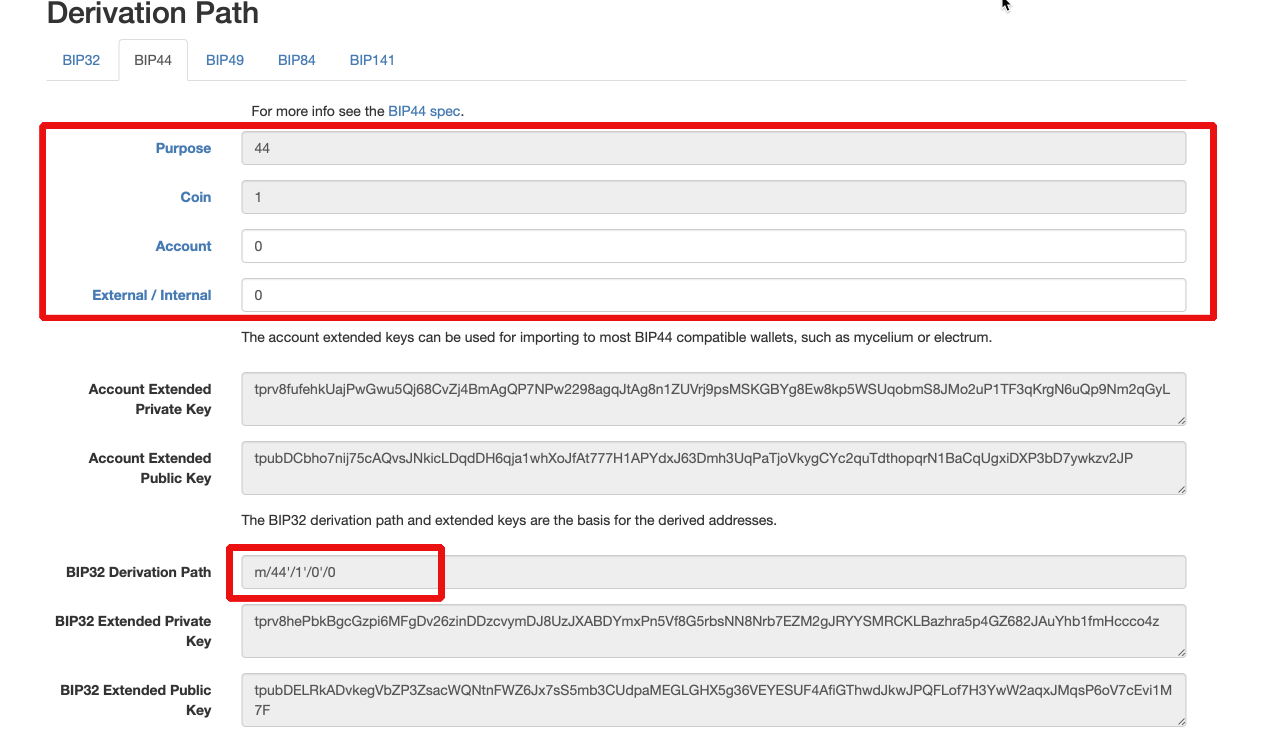 Derivation Path
BIP32 BIP44 BIP49 BIP84 BIP141
For more info see the BIP44 spec.
Purpose 44
Coin 1
Account 0
External / Internal 0
The account extended keys can be used for importing to most BIP44 compatible wallets, such as mycelium or electrum.
Account Extended Private Key
tprv8fufehkUajPwGwu5Qj68CvZj4BmAgQP7NPw2298agqJtAg8n1ZUVrj9psMSKGBYg8Ew8kp5WSUqobmS8JMo2uP1TF3qKrgN6uQp9Nm2qGyL
Account Extended Public Key
tpubDCbho7nij75cAQvsJNkicLDqdDH6qja1whXoJfAt777H1APYdxJ63Dmh3UqPaTjoVkygCYc2quTdthopqrN1BaCqUgxiDXP3bD7ywkzv2JP
The BIP32 derivation path and extended keys are the basis for the derived addresses.
BIP32 Derivation Path m/44'/1'/0'/0
BIP32 Extended Private Key
tprv8hePbkBgcGzpi6MFgDv26zinDDzcvymDJ8UzJXABDYmxPn5Vf8G5rbsNN8Nrb7EZM2gJRYYSMRCKLBazhra5p4GZ682JAuYhb1fmHccco4z
BIP32 Extended Public Key
tpubDELRkADvkegVbZP3ZsacWQNtnFWZ6Jx7sS5mb3CUdpaMEGLGHX5g36VEYESUF4AfiGThwdJkwJPQFLof7H3YwW2aqxJMqsP6oV7cEvi1M
7F